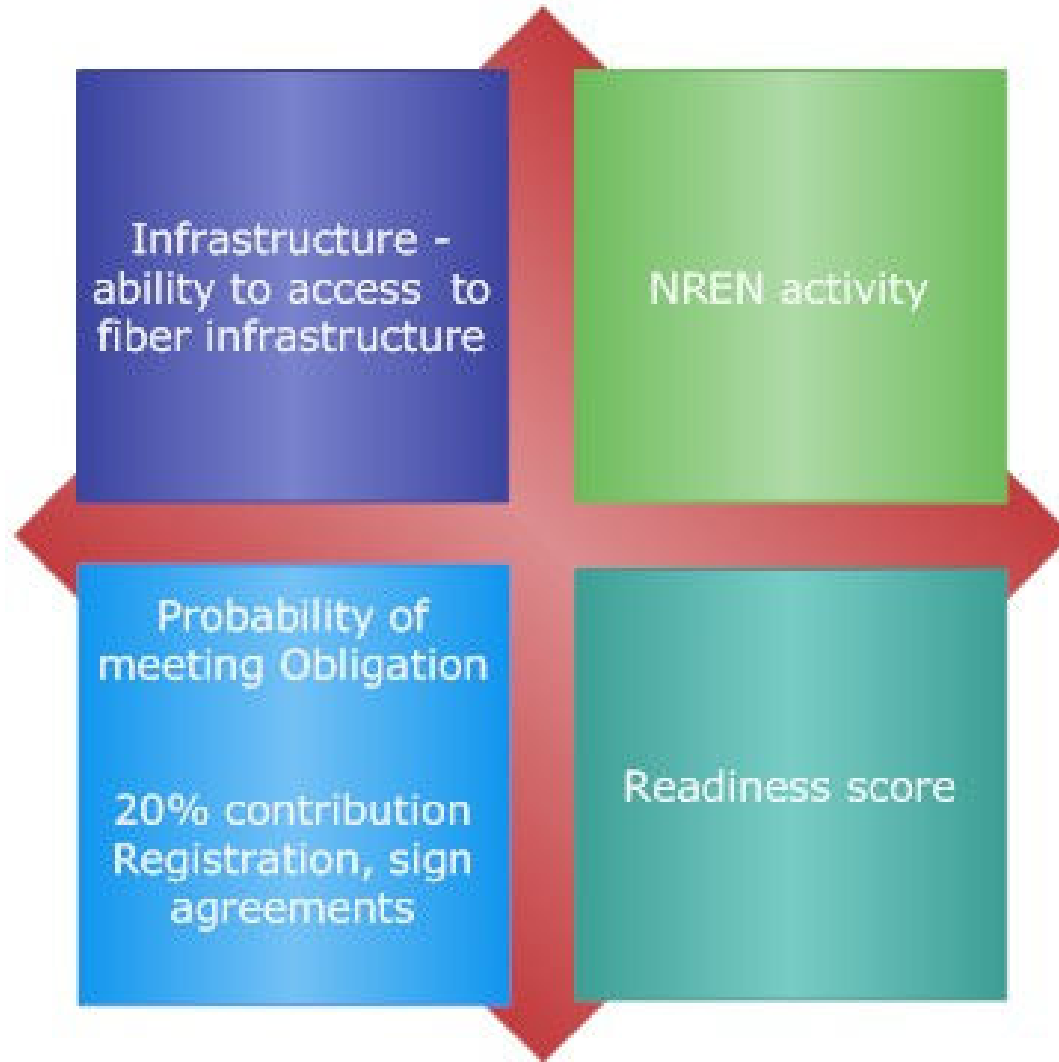 Infrastructure -
ability to access  to
fiber infrastructure
NREN activity
Probability of
meeting Obligation
20% contribution
Registration, sign
agreements
Readiness score